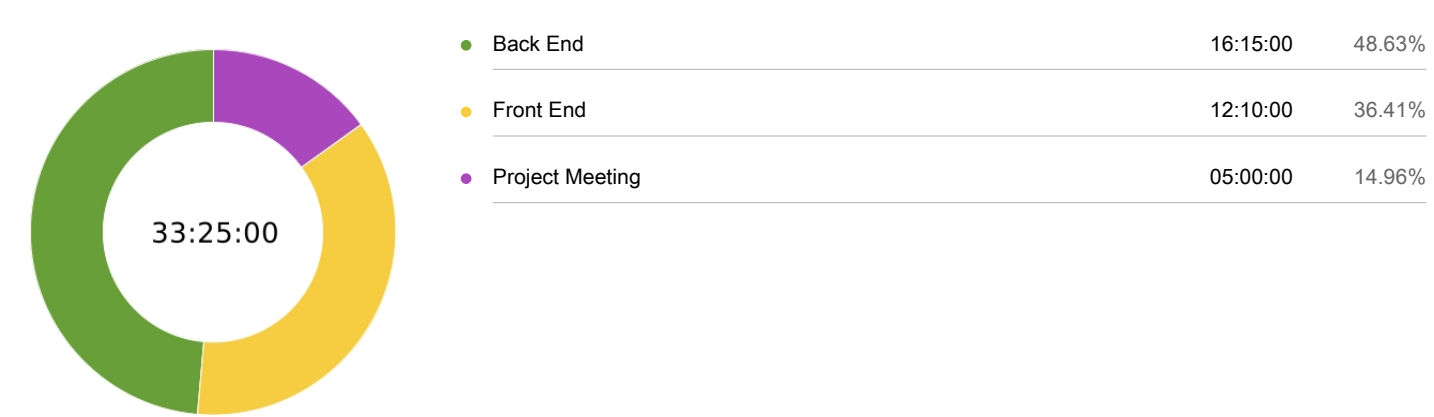 Back End 16:15:00 48.63%
Front End 12:10:00 36.41%
Project Meeting 05:00:00 14.96%
33:25:00